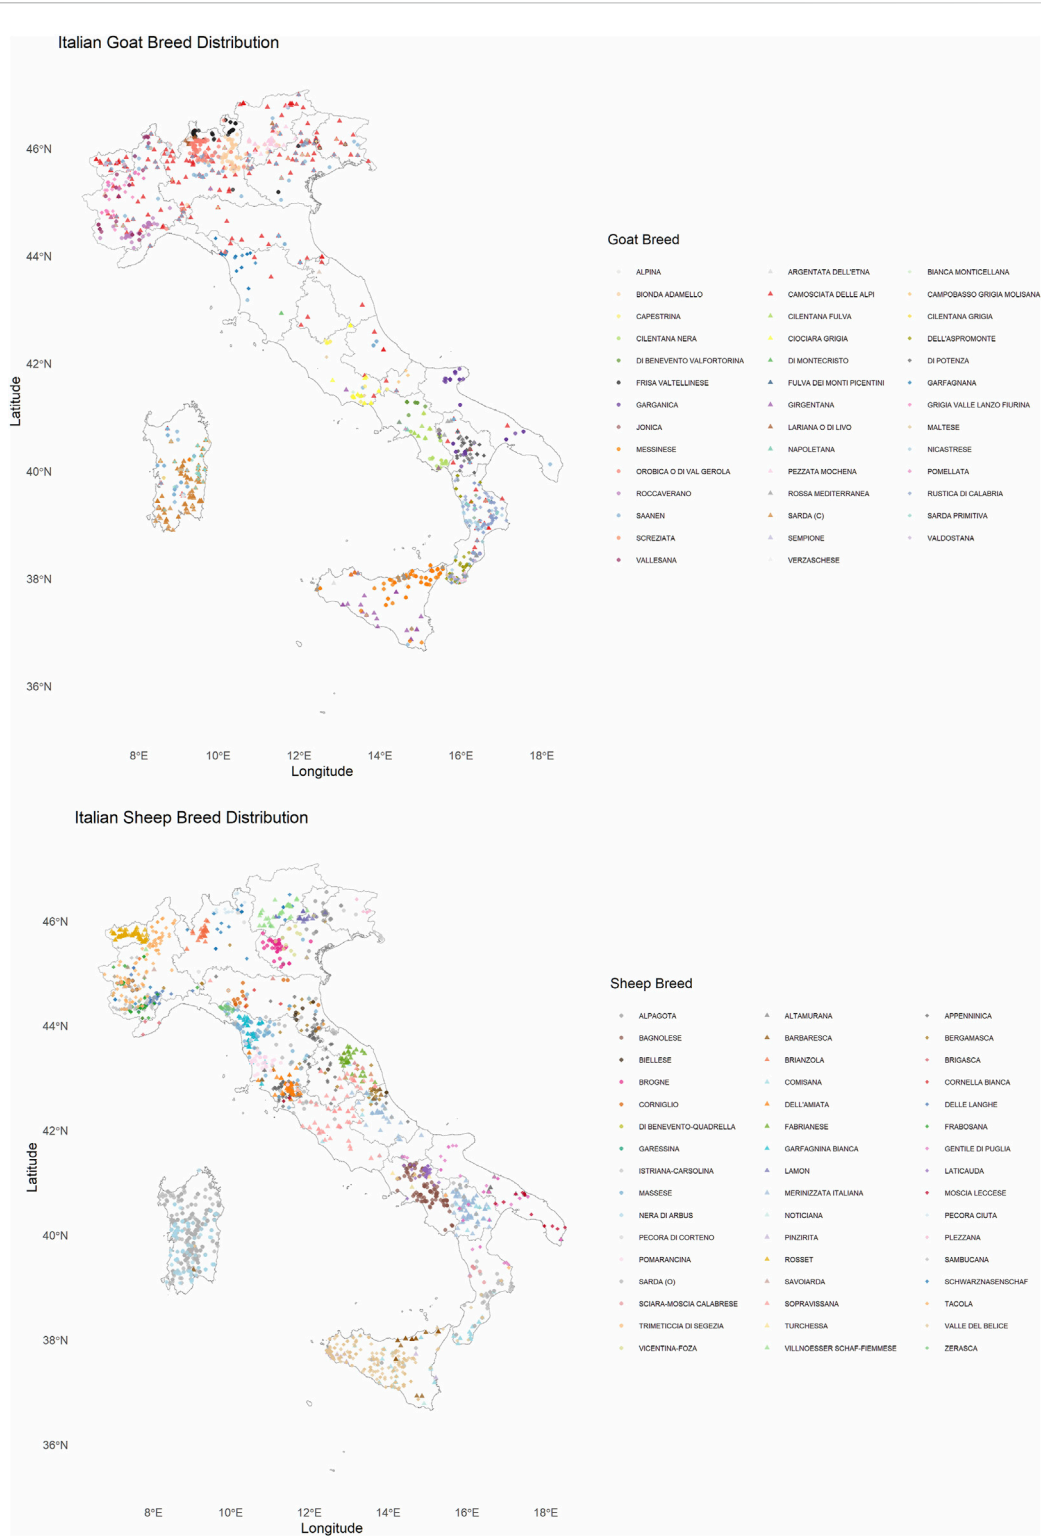 Italian Goat Breed Distribution
46°N
44°N
42°N
40°N
38°N
36°N
Latitude
8°E 10°E 12°E 14°E 16°E 18°E
Longitude
Goat Breed
ALPINA ARGENTATA DELL'ETNA BIANCA MONTICELLANA
BIONDA ADAMELLO CAMOSCIATA DELLE ALPI CAMPOBASSO GRIGIA MOLISANA
CAPESTRINA CILENTANA FULVA CILENTANA GRIGIA
CILENTANA NERA CIOCIARA GRIGIA DELL'ASPROMONTE
DI BENEVENTO VALFORTORINA DI MONTECRISTO DI POTENZA
FRISA VALTELLINESE FULVA DEI MONTI PICENTINI GARFAGNANA
GARGANICA GIRGENTANA GRIGIA VALLE LANZO FIURINA
JONICA LARIANA O DI LIVO MALTESE
MESSINESE NAPOLETANA NICASTRESE
OROBICA O DI VAL GEROLA PEZZATA MOCHENA POMELLATA
ROCCAVERANO ROSSA MEDITERRANEA RUSTICA DI CALABRIA
SAANEN SARDA (C) SARDA PRIMITIVA
SCREZIATA SEMPIONE VALDOSTANA
VALLESANA VERZASCHESE
Italian Sheep Breed Distribution
46°N
44°N
42°N
40°N
38°N
36°N
Latitude
8°E 10°E 12°E 14°E 16°E 18°E
Longitude
Sheep Breed
ALPAGOTA ALTAMURANA APPENNINICA
BAGNOLESE BARBARESCA BERGAMASCA
BIELLESE BRIANZOLA BRIGASCA
BROGNE COMISANA CORNELLA BIANCA
CORNIGLIO DELL'AMIATA DELLE LANGHE
DI BENEVENTO-QUADRELLA FABRIANESE FRABOSANA
GARESSINA GARFAGNINA BIANCA GENTILE DI PUGLIA
ISTRIANA-CARSOLINA LAMON LATICAUDA
MASSESE MERINIZZATA ITALIANA MOSCIA LECCESE
NERA DI ARBUS NOTICIANA PECORA CIUTA
PECORA DI CORTENO PINZIRITA PLEZZANA
POMARANCINA ROSSET SAMBUCANA
SARDA (O) SAVOIARDA SCHWARZNASENSCHAF
SCIARA-MOSCIA CALABRESE SOPRAVISSANA TACOLA
TRIMETICCIA DI SEGEZIA TURCHESSA VALLE DEL BELICE
VICENTINA-FOZA VILLNOESSER SCHAF-FIEMMESE ZERASCA